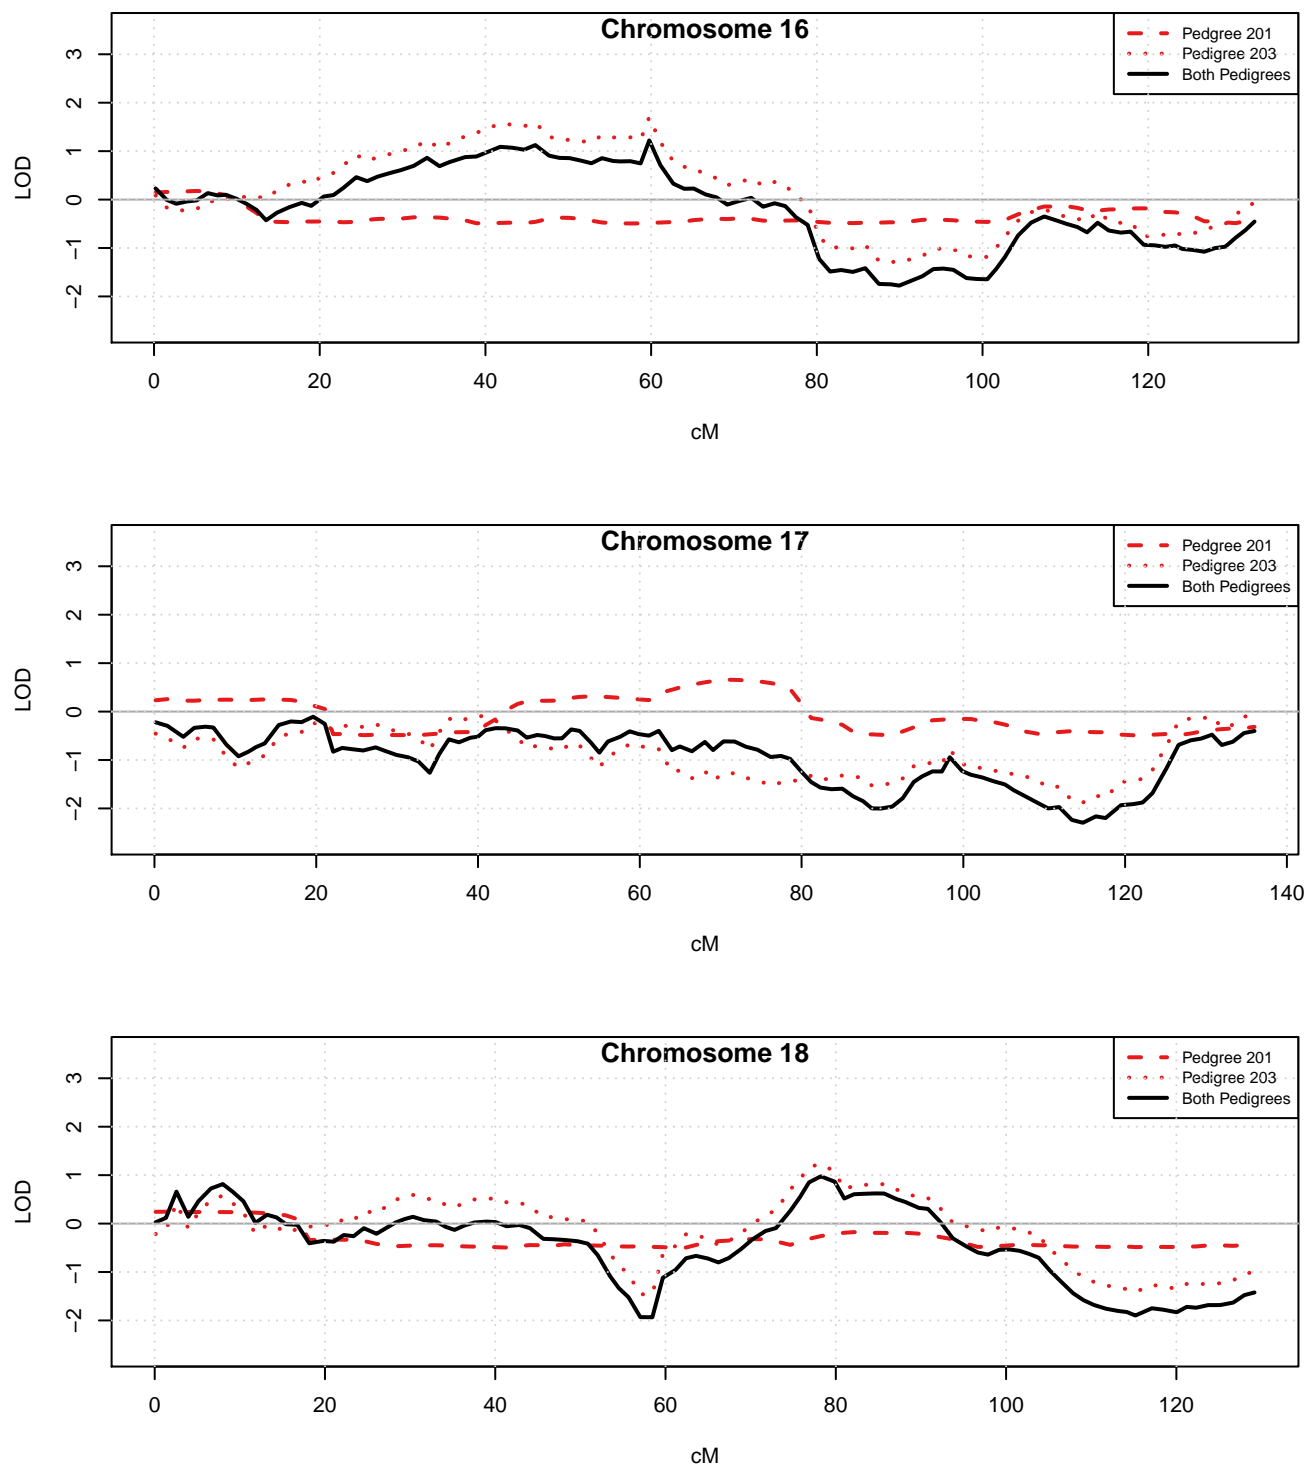 Chromosome 16
Pedgree 201
Pedigree 203
Both Pedigrees
LOD
3
2
1
0
−1
−2
0 20 40 60 80 100 120
cM
Chromosome 17
Pedgree 201
Pedigree 203
Both Pedigrees
LOD
3
2
1
0
−1
−2
0 20 40 60 80 100 120 140
cM
Chromosome 18
Pedgree 201
Pedigree 203
Both Pedigrees
LOD
3
2
1
0
−1
−2
0 20 40 60 80 100 120
cM